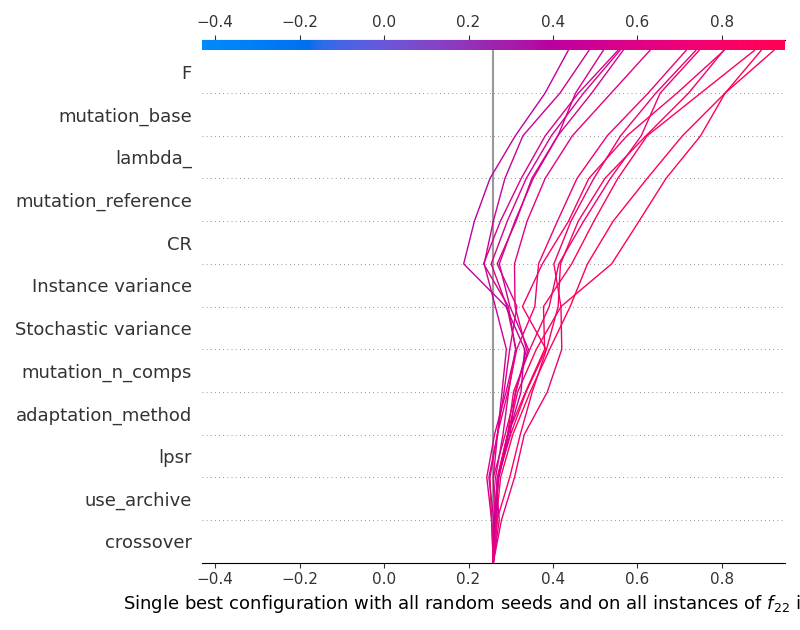 −0.4 −0.2 0.0 0.2 0.4 0.6 0.8
F
mutation_base
lambda_
mutation_reference
CR
Instance variance
Stochastic variance
mutation_n_comps
adaptation_method
lpsr
use_archive
crossover
−0.4 −0.2 0.0 0.2 0.4 0.6 0.8
Single best configuration with all random seeds and on all instances of f22 i